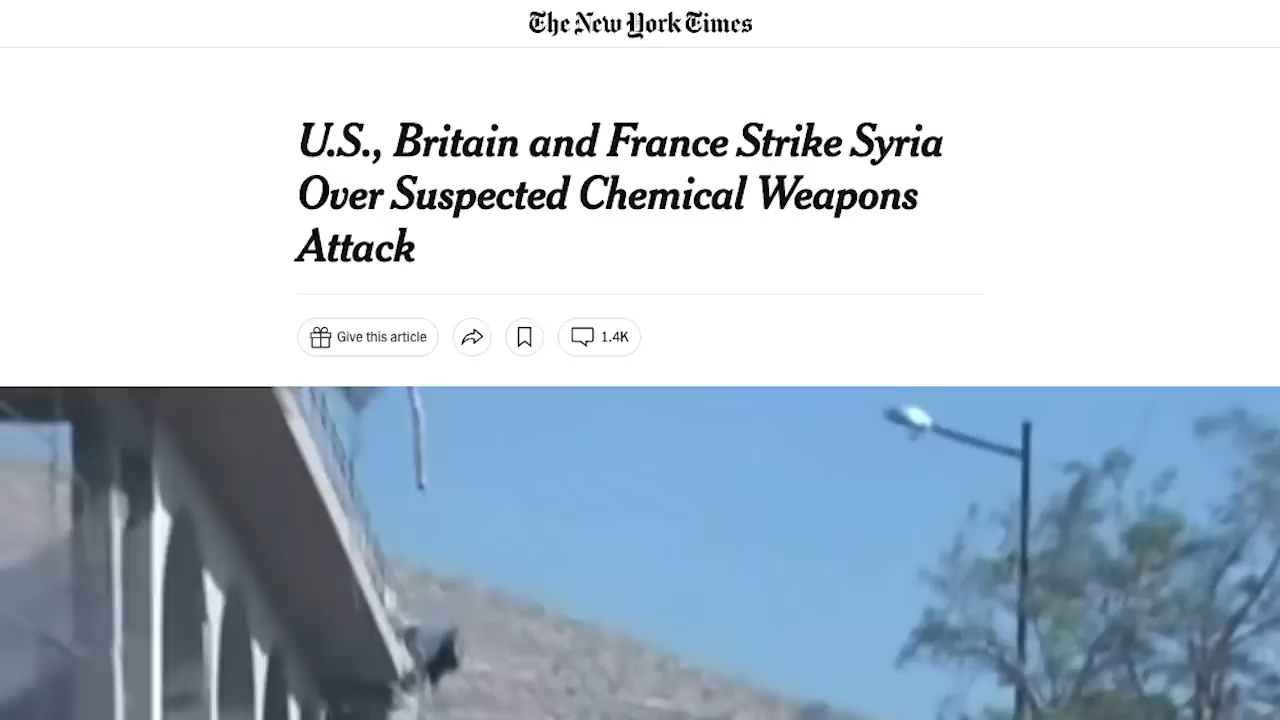 The New York Times
U.S., Britain and France Strike Syria
Over Suspected Chemical Weapons
Attack
Give this article
1.4K